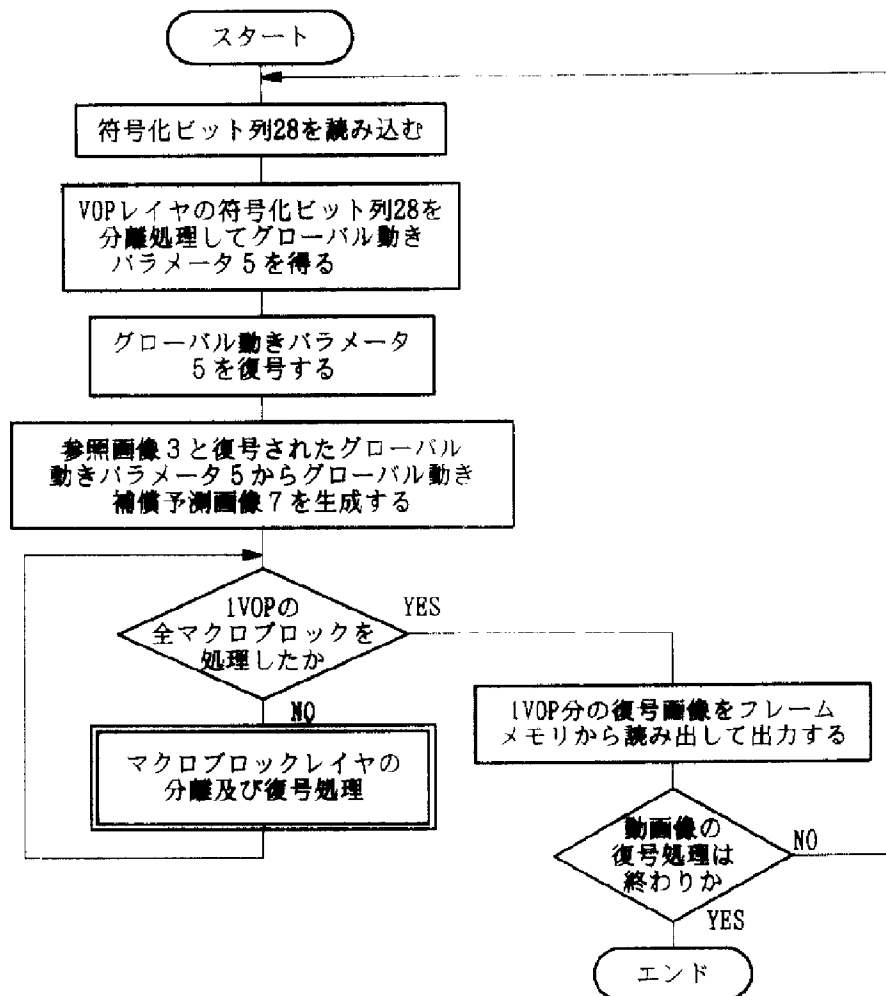 スタート
符号化ビット列28を読み込む
VOPレイヤの符号化ビット列28を
分離処理してグローバル動き
パラメータ5を得る
グローバル動きパラメータ
5を復号する
参照画像3と復号されたグローバル
動きパラメータ5からグローバル動き
補償予測画像7を生成する
1VOPの
全マクロブロックを
処理したか
YES
NO
マクロブロックレイヤの
分離及び復号処理
1VOP分の復号画像をフレーム
メモリから読み出して出力する
動画像の
復号処理は
終わりか
NO
YES
エンド